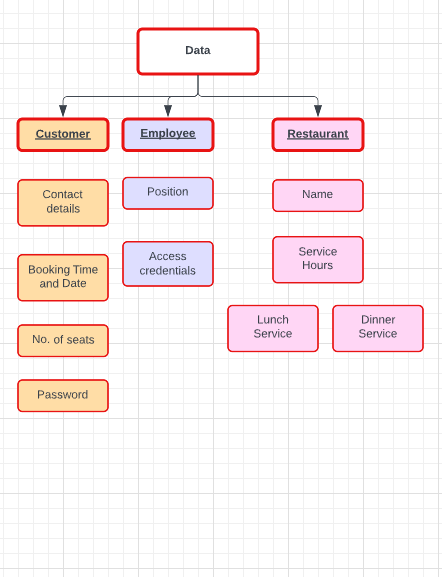 Data
Customer
Employee
Restaurant
Contact
details
Position
Name
Booking Time
and Date
Access
credentials
Service
Hours
Lunch
Service
Dinner
Service
No. of seats
Password